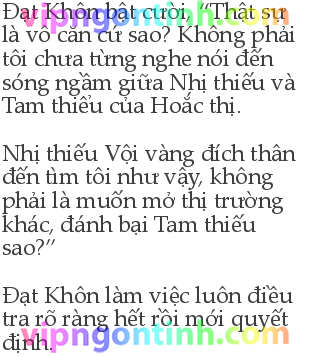 Đạt Khôn bật cười, “Thật sự
là vô căn cứ sao? Không phải
tôi chưa từng nghe nói đến
sóng ngầm giữa Nhị thiếu và
Tam thiếu của Hoắc thị.
Nhị thiếu Vội vàng đích thân
đến tìm tôi như vậy, không
phải là muốn mở thị trường
khác, đánh bại Tam thiếu
sao?”
Đạt Khôn làm việc luôn điều
tra rõ ràng hết rồi mới quyết
định.
vipngontinh.com
vipngontinh.com